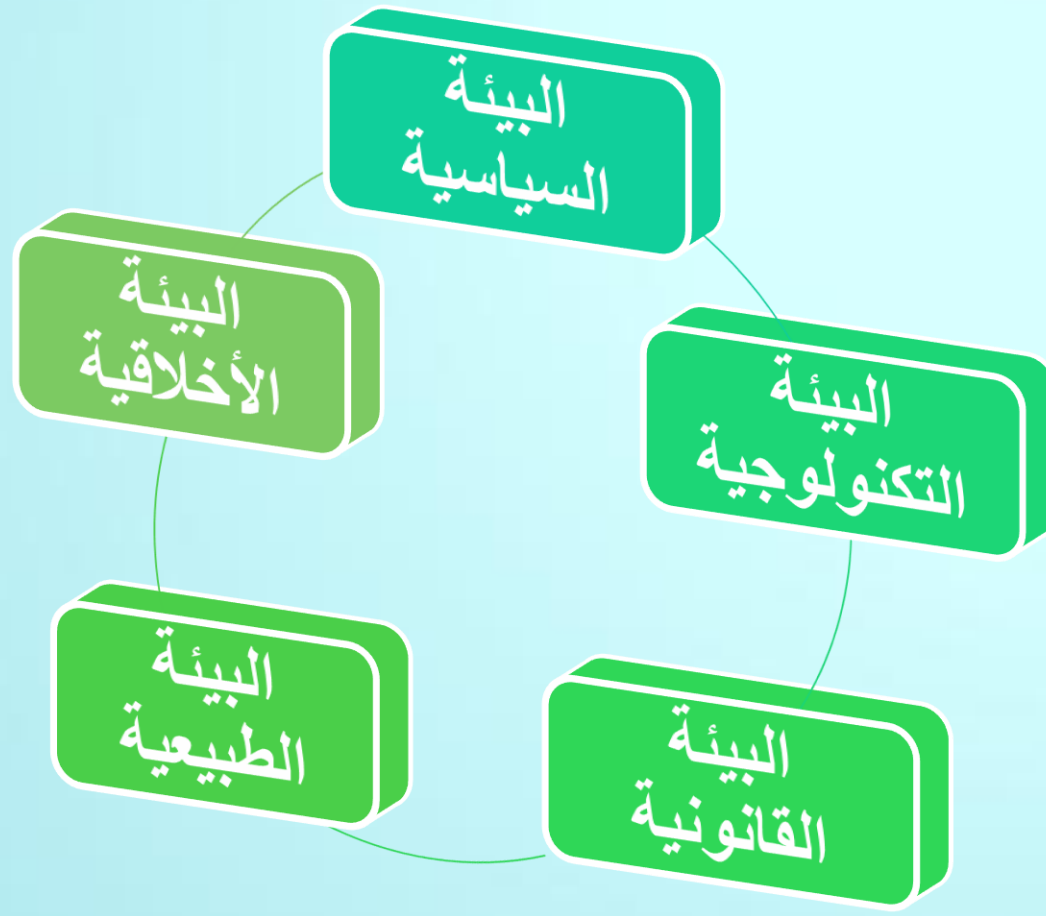 البيئة
السياسية
البيئة
التكنولوجية
البيئة
القانونية
البيئة
الطبيعية
البيئة
الأخلاقية